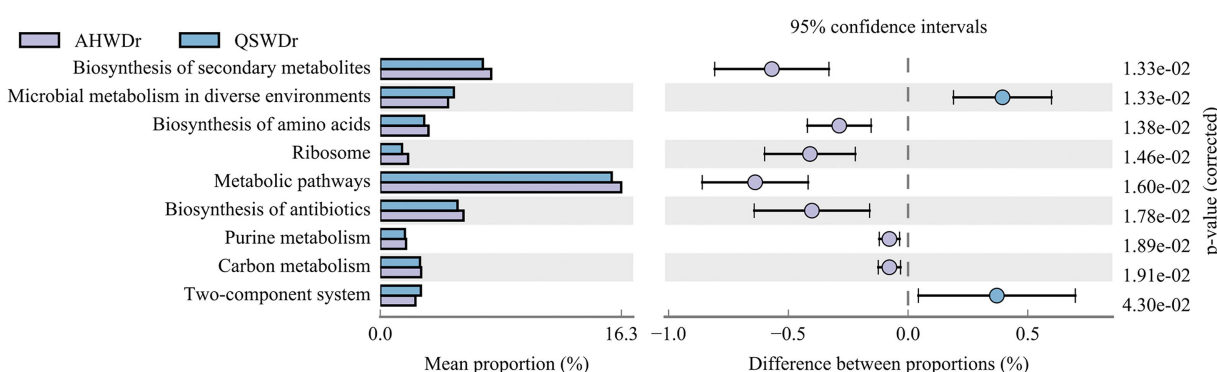 95% confidence intervals
AHWDr QSWDr
Biosynthesis of secondary metabolites 1.33e-02
Microbial metabolism in diverse environments 1.33e-02
Biosynthesis of amino acids 1.38e-02
Ribosome 1.46e-02
Metabolic pathways 1.60e-02
Biosynthesis of antibiotics 1.78e-02
Purine metabolism 1.89e-02
Carbon metabolism 1.91e-02
Two-component system 4.30e-02
p-value (corrected)
0.0 16.3 −1.0 −0.5 0.0 0.5
Mean proportion (%) Difference between proportions (%)